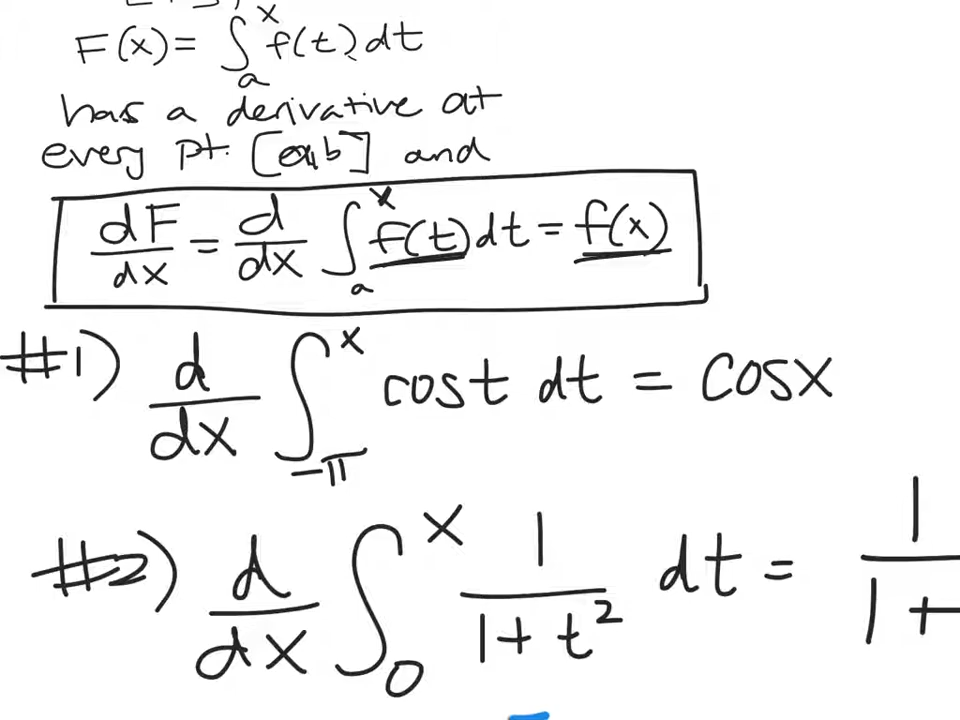 F(x) = ∫_a^x f(t) dt
has a derivative at
every pt. [a,b] and
dF/dx = d/dx ∫_a^x f(t) dt = f(x)
#1) d/dx ∫_{-π}^x cos t dt = cos x
#2) d/dx ∫_0^x 1/(1+t²) dt = 1/(1+